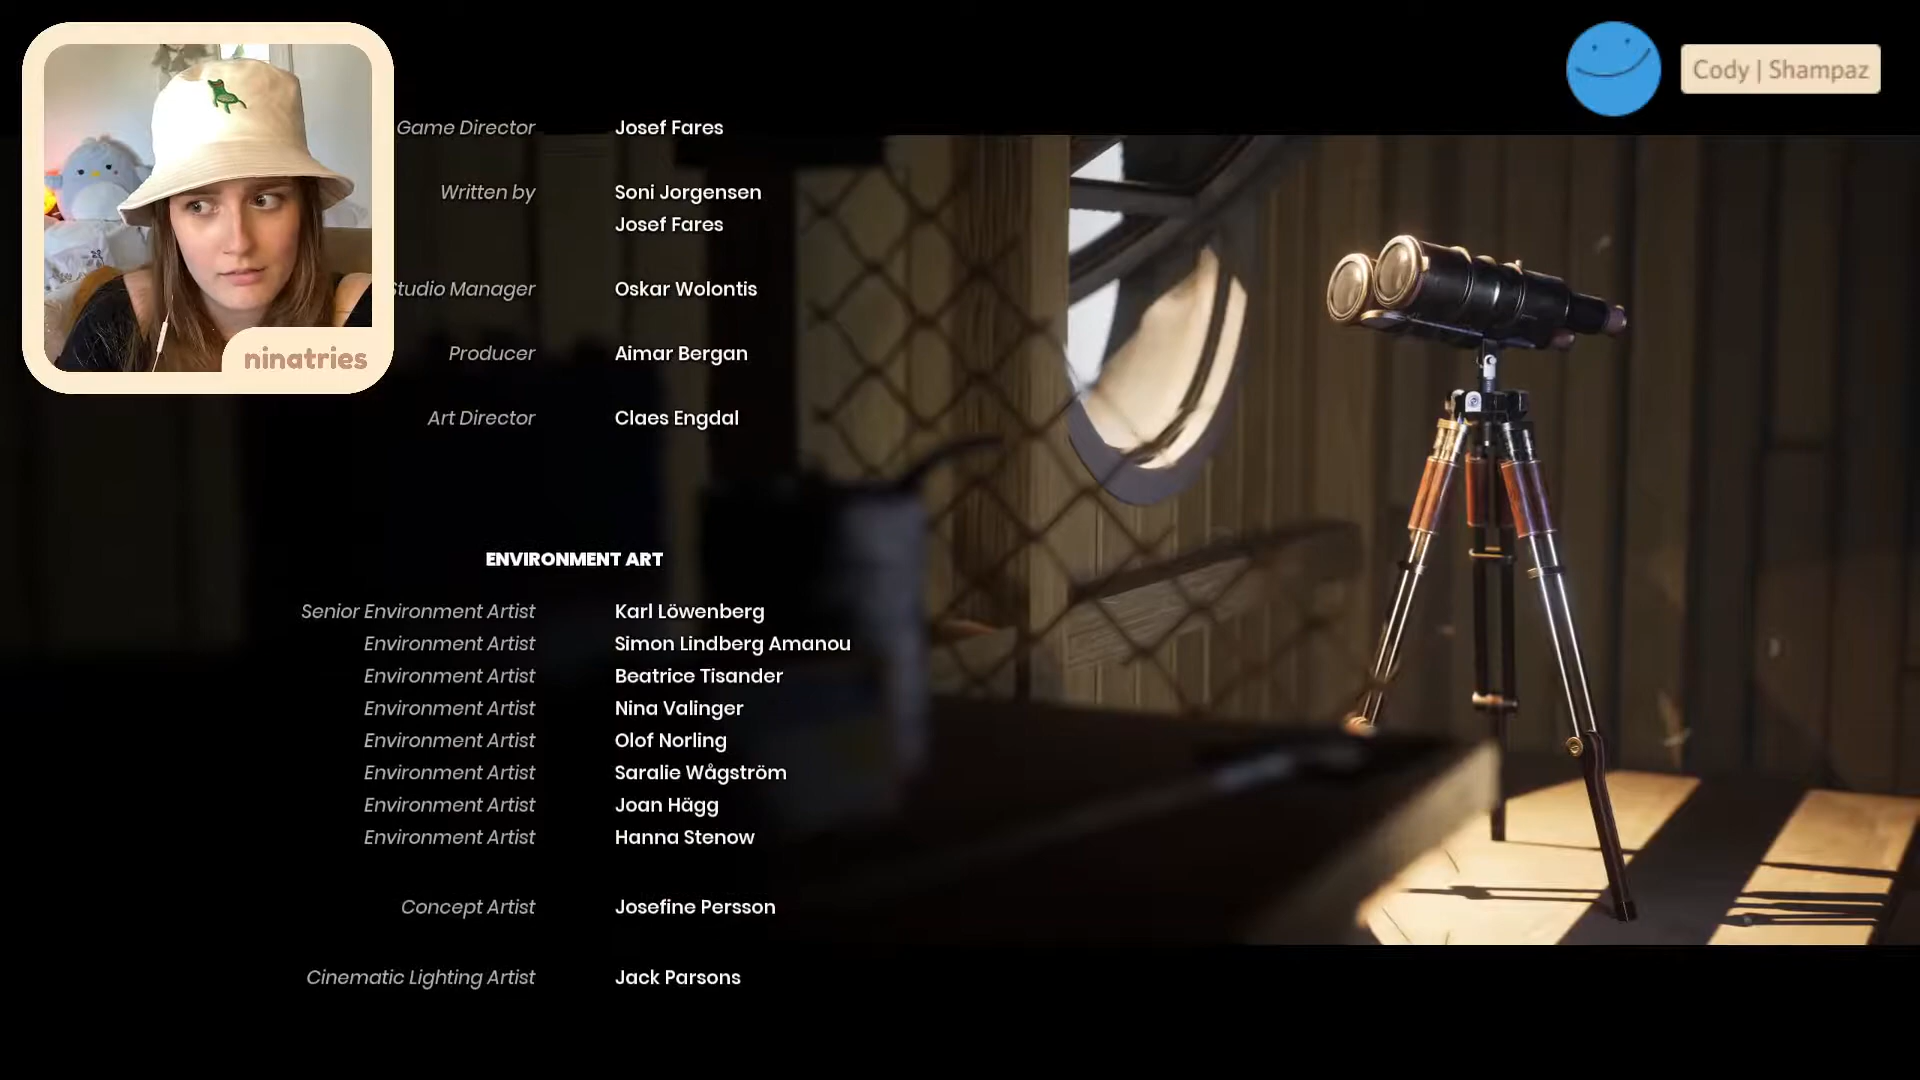 Cody | Shampaz
ninatries
Game Director Josef Fares
Written by Soni Jorgensen
Josef Fares
Studio Manager Oskar Wolontis
Producer Aimar Bergan
Art Director Claes Engdal
ENVIRONMENT ART
Senior Environment Artist Karl Löwenberg
Environment Artist Simon Lindberg Amanou
Environment Artist Beatrice Tisander
Environment Artist Nina Valinger
Environment Artist Olof Norling
Environment Artist Saralie Wågström
Environment Artist Joan Hägg
Environment Artist Hanna Stenow
Concept Artist Josefine Persson
Cinematic Lighting Artist Jack Parsons